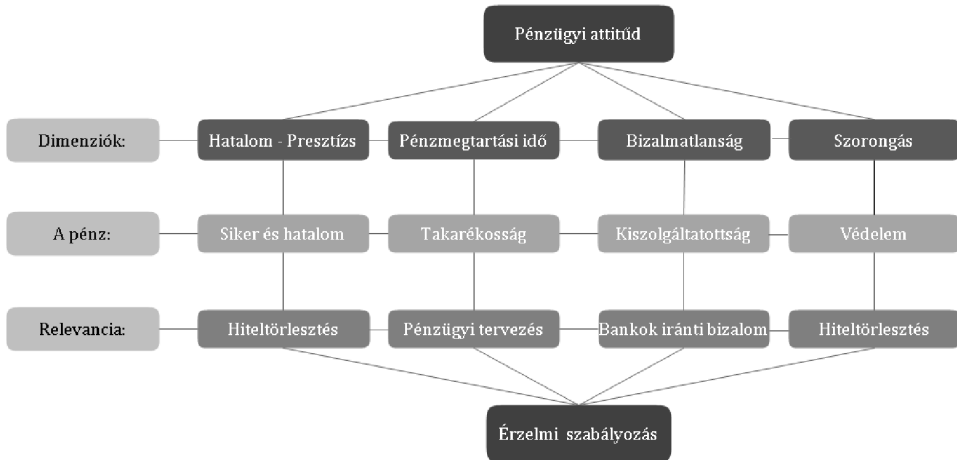 Pénzügyi attitűd
Dimenziók: Hatalom - Presztízs Pénzmegtartási idő Bizalmatlanság Szorongás
A pénz: Siker és hatalom Takarékosság Kiszolgáltatottság Védelem
Relevancia: Hiteltörlesztés Pénzügyi tervezés Bankok iránti bizalom Hiteltörlesztés
Érzelmi szabályozás